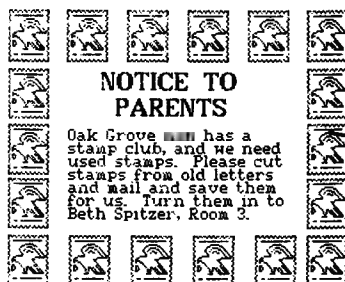 NOTICE TO
PARENTS
Oak Grove has a
stamp club, and we need
used stamps. Please cut
stamps from old letters
and mail and save them
for us. Turn them in to
Beth Spitzer, Room 3.